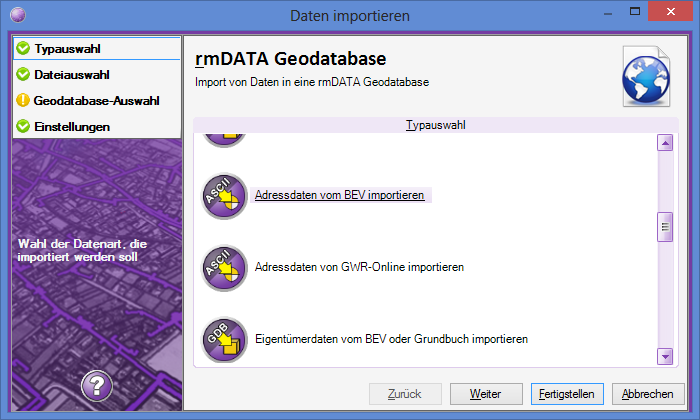 Daten importieren
Typauswahl
Dateiauswahl
Geodatabase-Auswahl
Einstellungen
Wahl der Datenart, die
importiert werden soll
?
rmDATA Geodatabase
Import von Daten in eine rmDATA Geodatabase
Typauswahl
ASCII
Adressdaten vom BEV importieren
ASCII
Adressdaten von GWR-Online importieren
GDB
Eigentümerdaten vom BEV oder Grundbuch importieren
Zurück
Weiter
Fertigstellen
Abbrechen